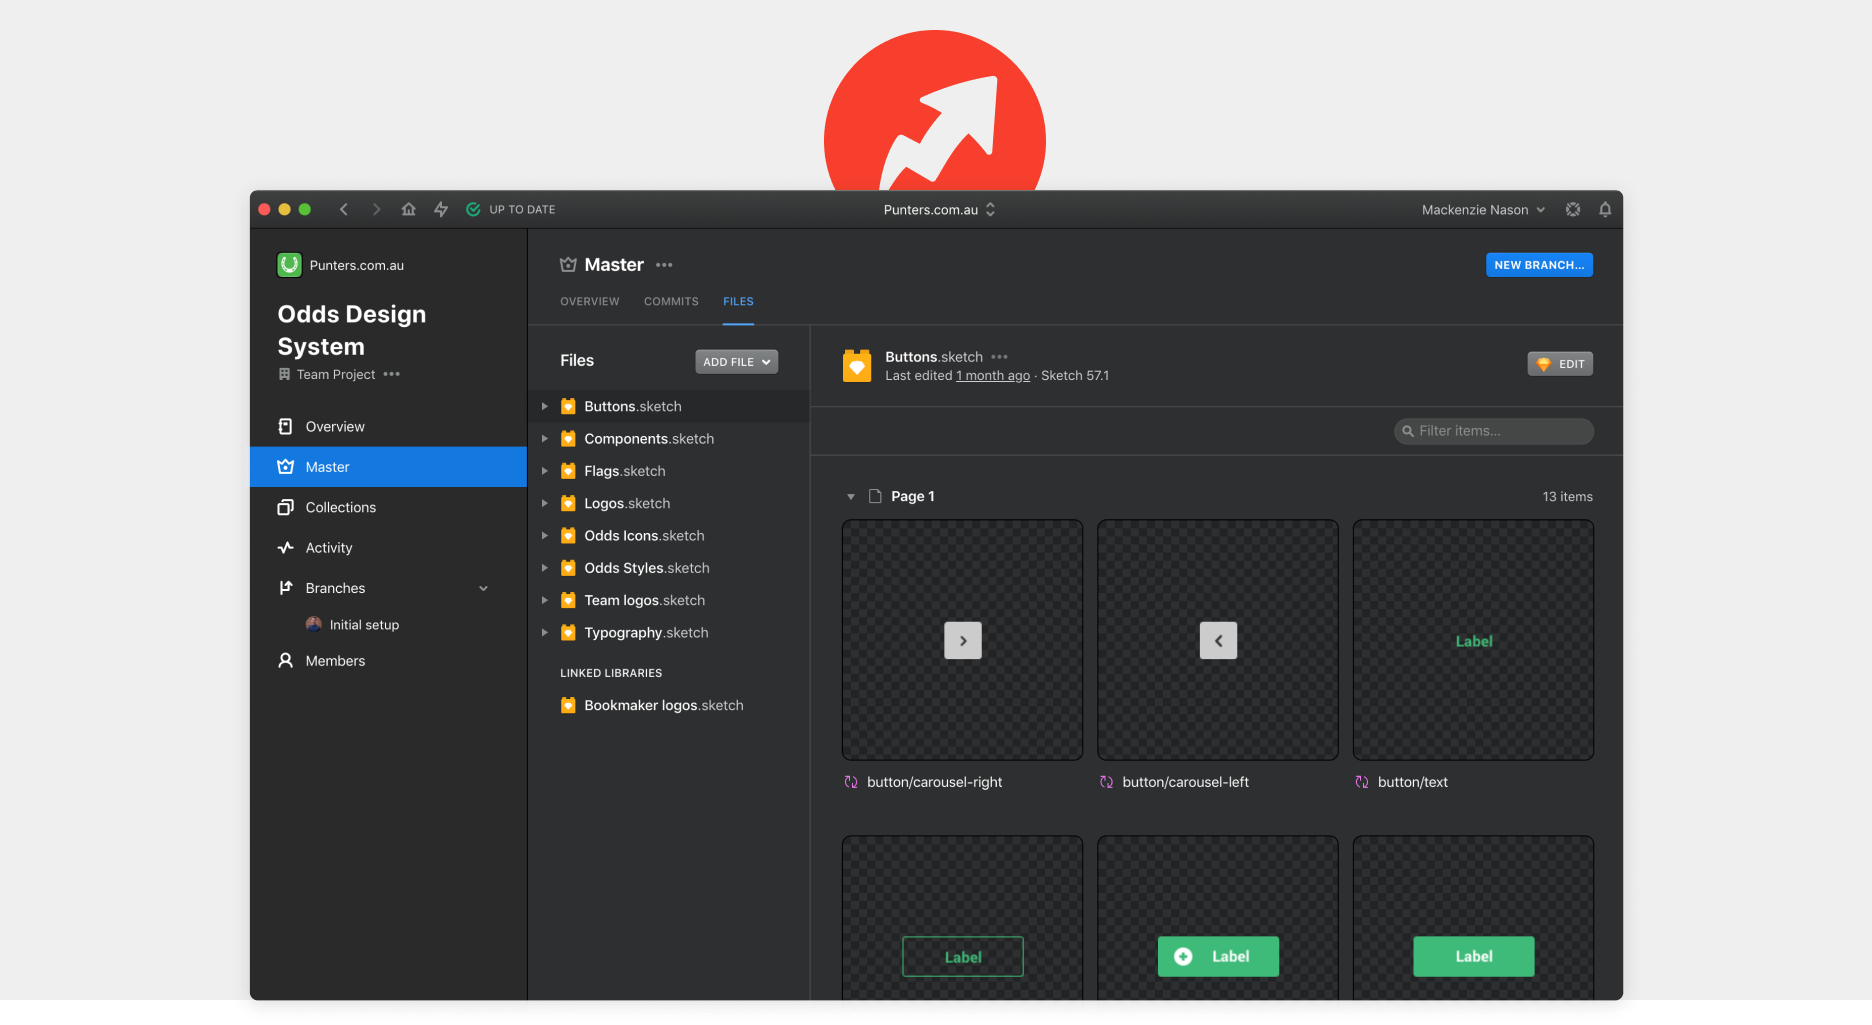 UP TO DATE
Punters.com.au
Mackenzie Nason
Punters.com.au
Odds Design
System
Team Project
Overview
Master
Collections
Activity
Branches
Initial setup
Members
Master
NEW BRANCH...
OVERVIEW COMMITS FILES
Files
ADD FILE
Buttons.sketch
Components.sketch
Flags.sketch
Logos.sketch
Odds Icons.sketch
Odds Styles.sketch
Team logos.sketch
Typography.sketch
LINKED LIBRARIES
Bookmaker logos.sketch
Buttons.sketch
Last edited 1 month ago · Sketch 57.1
EDIT
Filter items...
Page 1
13 items
Label
button/carousel-right
button/carousel-left
button/text
Label
Label
Label